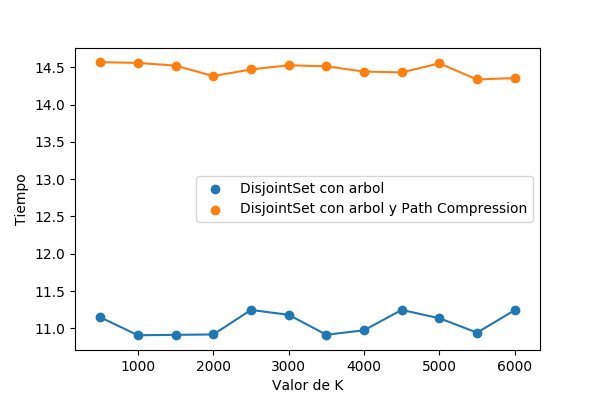 14.5
14.0
13.5
13.0
12.5
12.0
11.5
11.0
Tiempo
DisjointSet con arbol
DisjointSet con arbol y Path Compression
1000 2000 3000 4000 5000 6000
Valor de K